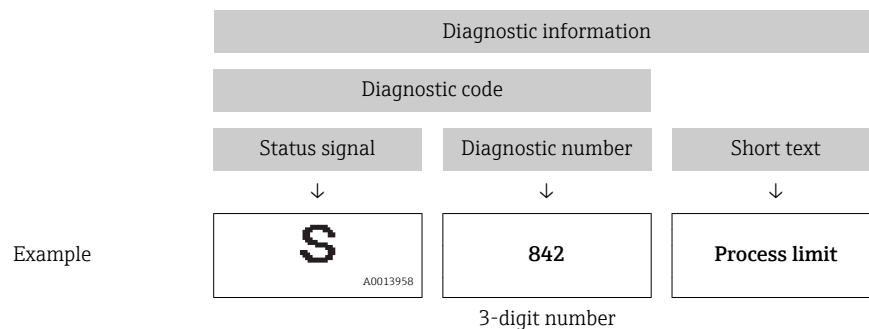 Diagnostic information
Diagnostic code
Status signal Diagnostic number Short text
↓ ↓ ↓
Example S 842 Process limit
A0013958
3-digit number